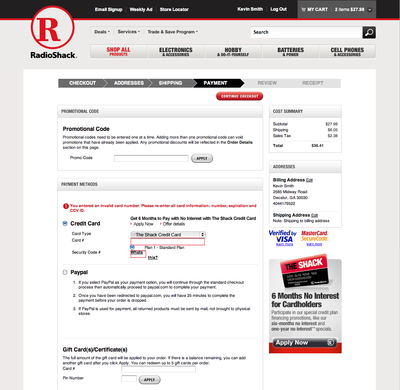 Email Signup
Weekly Ad
Store Locator
Kevin Smith
Log Out
MY CART
2 items $27.98
Deals
Services
Trade & Save Program
Search
R
RadioShack.
SHOP ALL
PRODUCTS
ELECTRONICS
& ACCESSORIES
HOBBY
& DO-IT-YOURSELF
BATTERIES
& POWER
CELL PHONES
& ACCESSORIES
CHECKOUT
ADDRESSES
SHIPPING
PAYMENT
REVIEW
RECEIPT
CONTINUE CHECKOUT
PROMOTIONAL CODE
Promotional Code
Promotional codes need to be entered one at a time. Adding more than one promotional code can void
promotions that have already been applied. Any promotional discounts will be reflected in the Order Details
section on this page.
Promo Code
APPLY
PAYMENT METHODS
You entered an invalid card number. Please re-enter all card information: number, expiration and
CCV ID.
Credit Card
Get 6 Months to Pay with No Interest with The Shack Credit Card
Apply Now
Offer details
Card Type
The Shack Credit Card
Card #
Plan 1 - Standard Plan
Security Code #
What's
this?
Paypal
1. If you select PayPal as your payment option, you will continue through the standard checkout
process then automatically proceed to paypal.com to complete your payment.
2. Once you have been redirected to paypal.com, you will have 25 minutes to complete the
payment before your order is dropped.
3. If PayPal is used for payment, all returned products must be sent by mail, not brought to physical
stores.
Gift Card(s)/Certificate(s)
The full amount of the gift card will be applied to your order. If there is a balance remaining, you can add
another gift card after you click Apply. You can redeem up to 5 gift cards per order.
Card #
Pin Number
APPLY
COST SUMMARY
Subtotal $27.98
Shipping $6.05
Sales Tax $2.38
Total $36.41
ADDRESSES
Billing Address Edit
Kevin Smith
2585 Midway Road
Decatur, GA 30030
4044179522
Shipping Address Edit
Note: Shipping to billing address
Verified by
VISA
learn more
MasterCard.
SecureCode.
learn more
THE SHACK
6 Months No Interest
for Cardholders
Participate in our special credit plan
financing promotions, like our
six-months no interest and
one-year no interest specials.
Apply Now